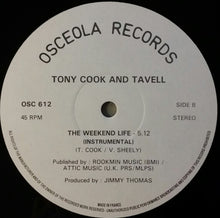 OSCEOLA RECORDS
TONY COOK AND TAVELL
OSC 612
SIDE B
45 RPM
STEREO
THE WEEKEND LIFE - 5.12
(INSTRUMENTAL)
(T. COOK / V. SHEELY)
Published by : ROOKMIN MUSIC (BMI) /
ATTIC MUSIC (U.K. PRS/MLPS)
Produced by : JIMMY THOMAS
MADE IN FRANCE